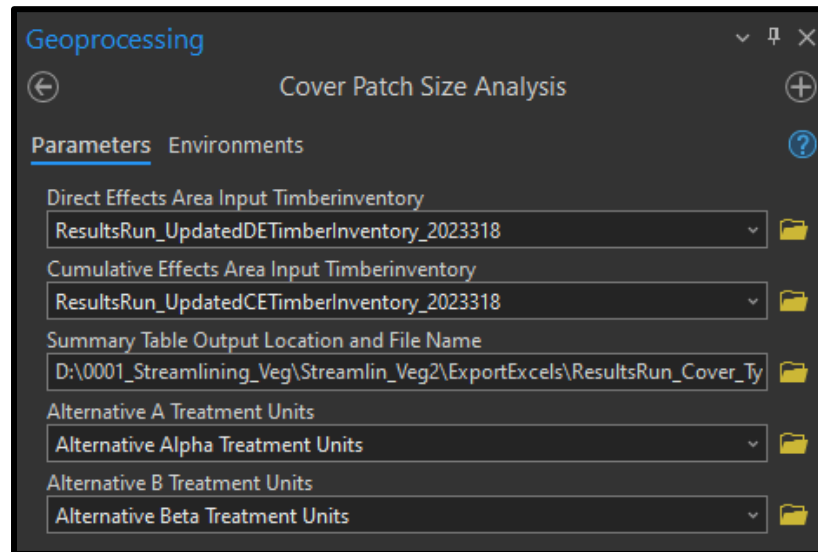 Geoprocessing
Cover Patch Size Analysis
Parameters Environments
Direct Effects Area Input Timberinventory
ResultsRun_UpdatedDETimberInventory_2023318
Cumulative Effects Area Input Timberinventory
ResultsRun_UpdatedCETimberInventory_2023318
Summary Table Output Location and File Name
D:\0001_Streamlining_Veg\Streamlin_Veg2\ExportExcels\ResultsRun_Cover_Ty
Alternative A Treatment Units
Alternative Alpha Treatment Units
Alternative B Treatment Units
Alternative Beta Treatment Units